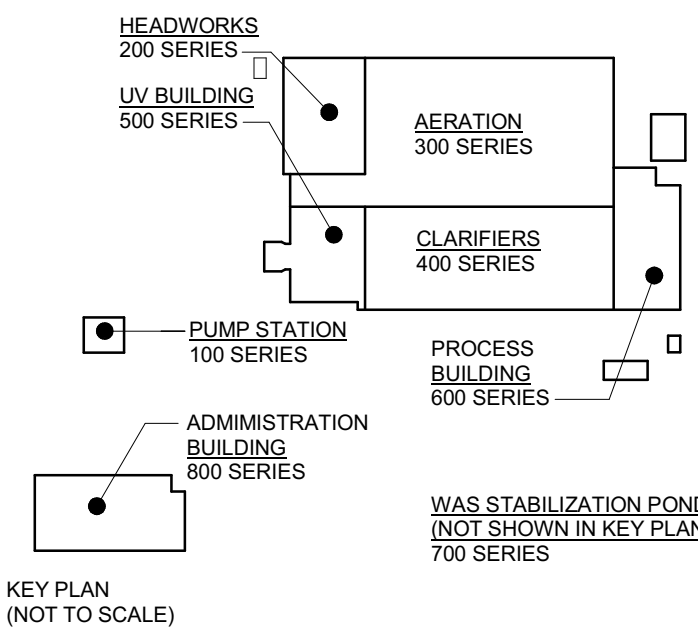 HEADWORKS
200 SERIES
UV BUILDING
500 SERIES
AERATION
300 SERIES
CLARIFIERS
400 SERIES
PUMP STATION
100 SERIES
PROCESS
BUILDING
600 SERIES
ADMIMISTRATION
BUILDING
800 SERIES
WAS STABILIZATION POND
(NOT SHOWN IN KEY PLAN
700 SERIES
KEY PLAN
(NOT TO SCALE)